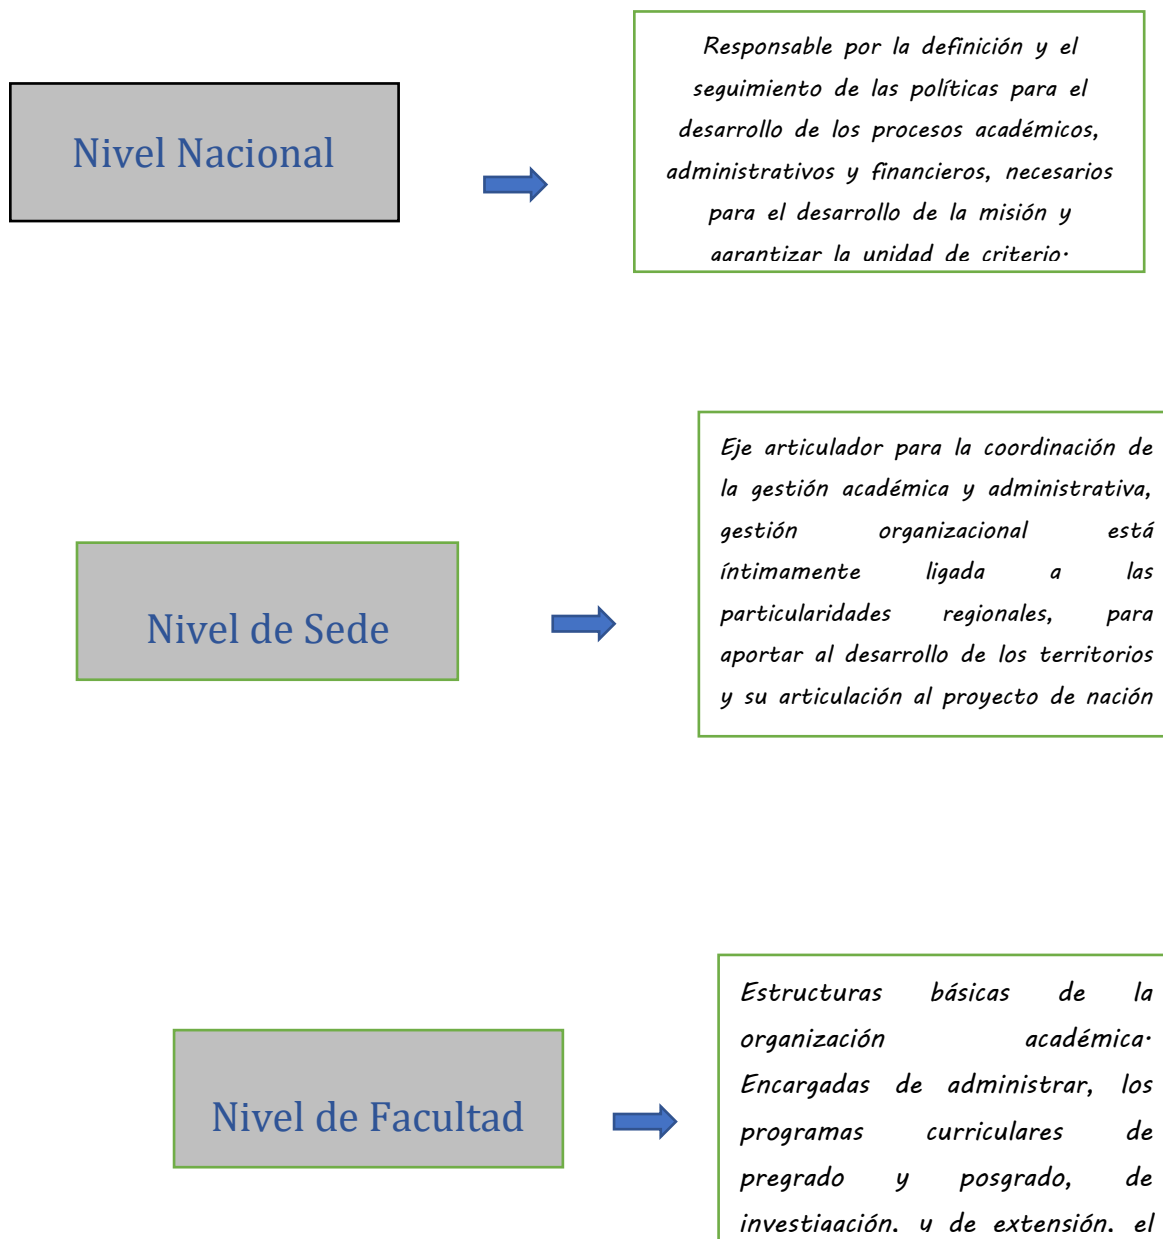 Nivel Nacional
Responsable por la definición y el
seguimiento de las políticas para el
desarrollo de los procesos académicos,
administrativos y financieros, necesarios
para el desarrollo de la misión y
garantizar la unidad de criterio.
Nivel de Sede
Eje articulador para la coordinación de
la gestión académica y administrativa,
gestión organizacional está
íntimamente ligada a las
particularidades regionales, para
aportar al desarrollo de los territorios
y su articulación al proyecto de nación
Nivel de Facultad
Estructuras básicas de la
organización académica.
Encargadas de administrar, los
programas curriculares de
pregrado y posgrado, de
investigación, y de extensión, el